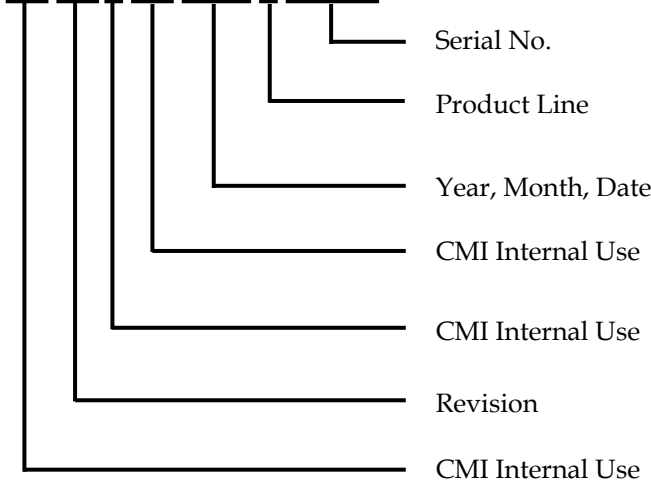 Serial No.
Product Line
Year, Month, Date
CMI Internal Use
CMI Internal Use
Revision
CMI Internal Use